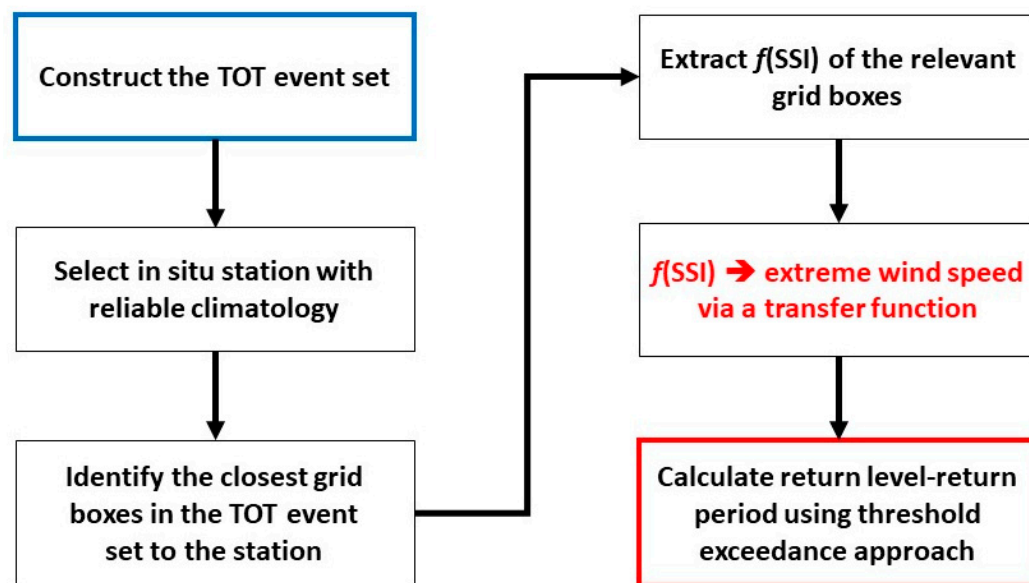 Construct the TOT event set
Select in situ station with
reliable climatology
Identify the closest grid
boxes in the TOT event
set to the station
Extract f(SSI) of the relevant
grid boxes
f(SSI) ➔ extreme wind speed
via a transfer function
Calculate return level-return
period using threshold
exceedance approach